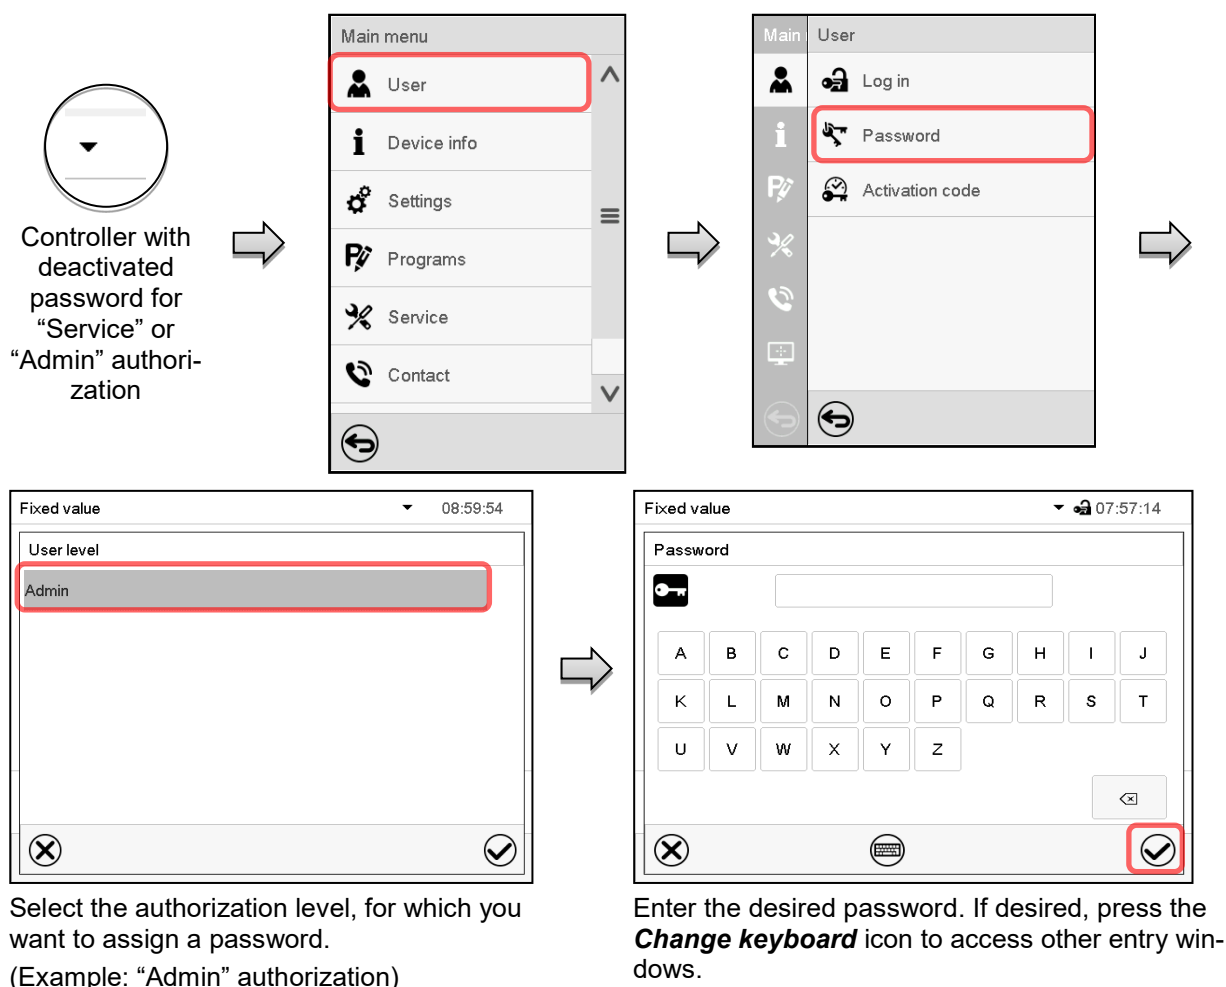 Controller with
deactivated
password for
“Service” or
“Admin” authori-
zation
Main menu
User
Device info
Settings
Programs
Service
Contact
Main
User
Log in
Password
Activation code
Fixed value 08:59:54
User level
Admin
Select the authorization level, for which you
want to assign a password.
(Example: “Admin” authorization)
Fixed value 07:57:14
Password
A B C D E F G H I J
K L M N O P Q R S T
U V W X Y Z
Enter the desired password. If desired, press the
Change keyboard icon to access other entry win-
dows.